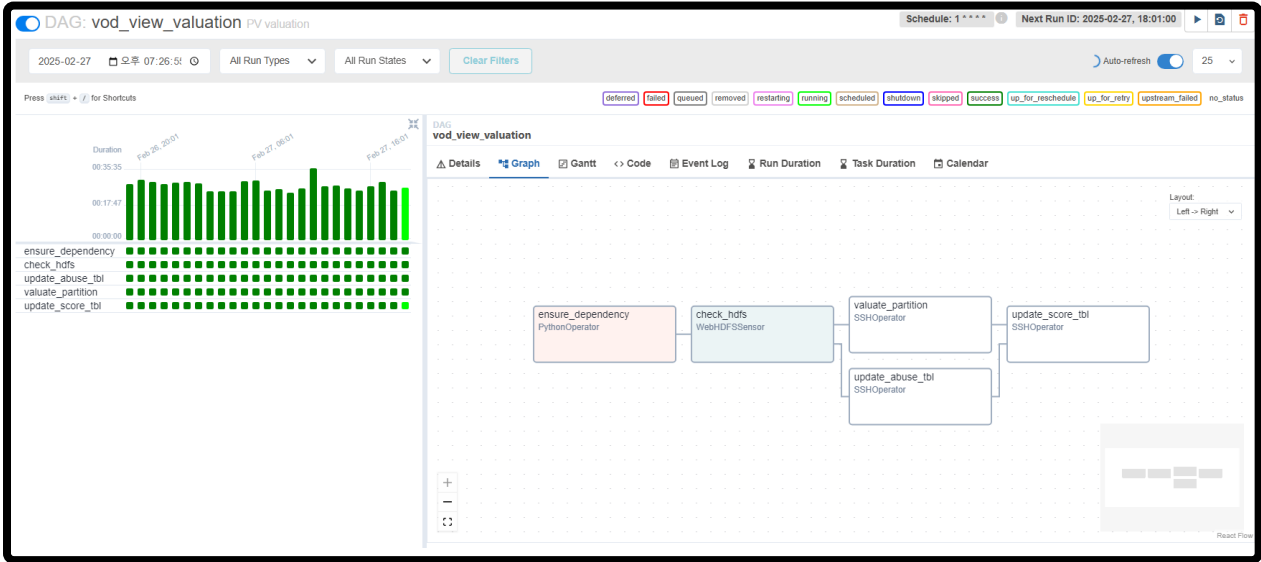 DAG: vod_view_valuation PV valuation
Schedule: 1 * * * *
Next Run ID: 2025-02-27, 18:01:00
2025-02-27 오후 07:26:55
All Run Types
All Run States
Clear Filters
Auto-refresh
25
Press shift + / for Shortcuts
deferred failed queued removed restarting running scheduled shutdown skipped success up_for_reschedule up_for_retry upstream_failed no_status
Feb 26, 20:01
Feb 27, 06:01
Feb 27, 16:01
Duration
00:35:35
00:17:47
00:00:00
ensure_dependency
check_hdfs
update_abuse_tbl
valuate_partition
update_score_tbl
DAG
vod_view_valuation
Details Graph Gantt <> Code Event Log Run Duration Task Duration Calendar
Layout:
Left -> Right
ensure_dependency
PythonOperator
check_hdfs
WebHDFSSensor
valuate_partition
SSHOperator
update_abuse_tbl
SSHOperator
update_score_tbl
SSHOperator
React Flow